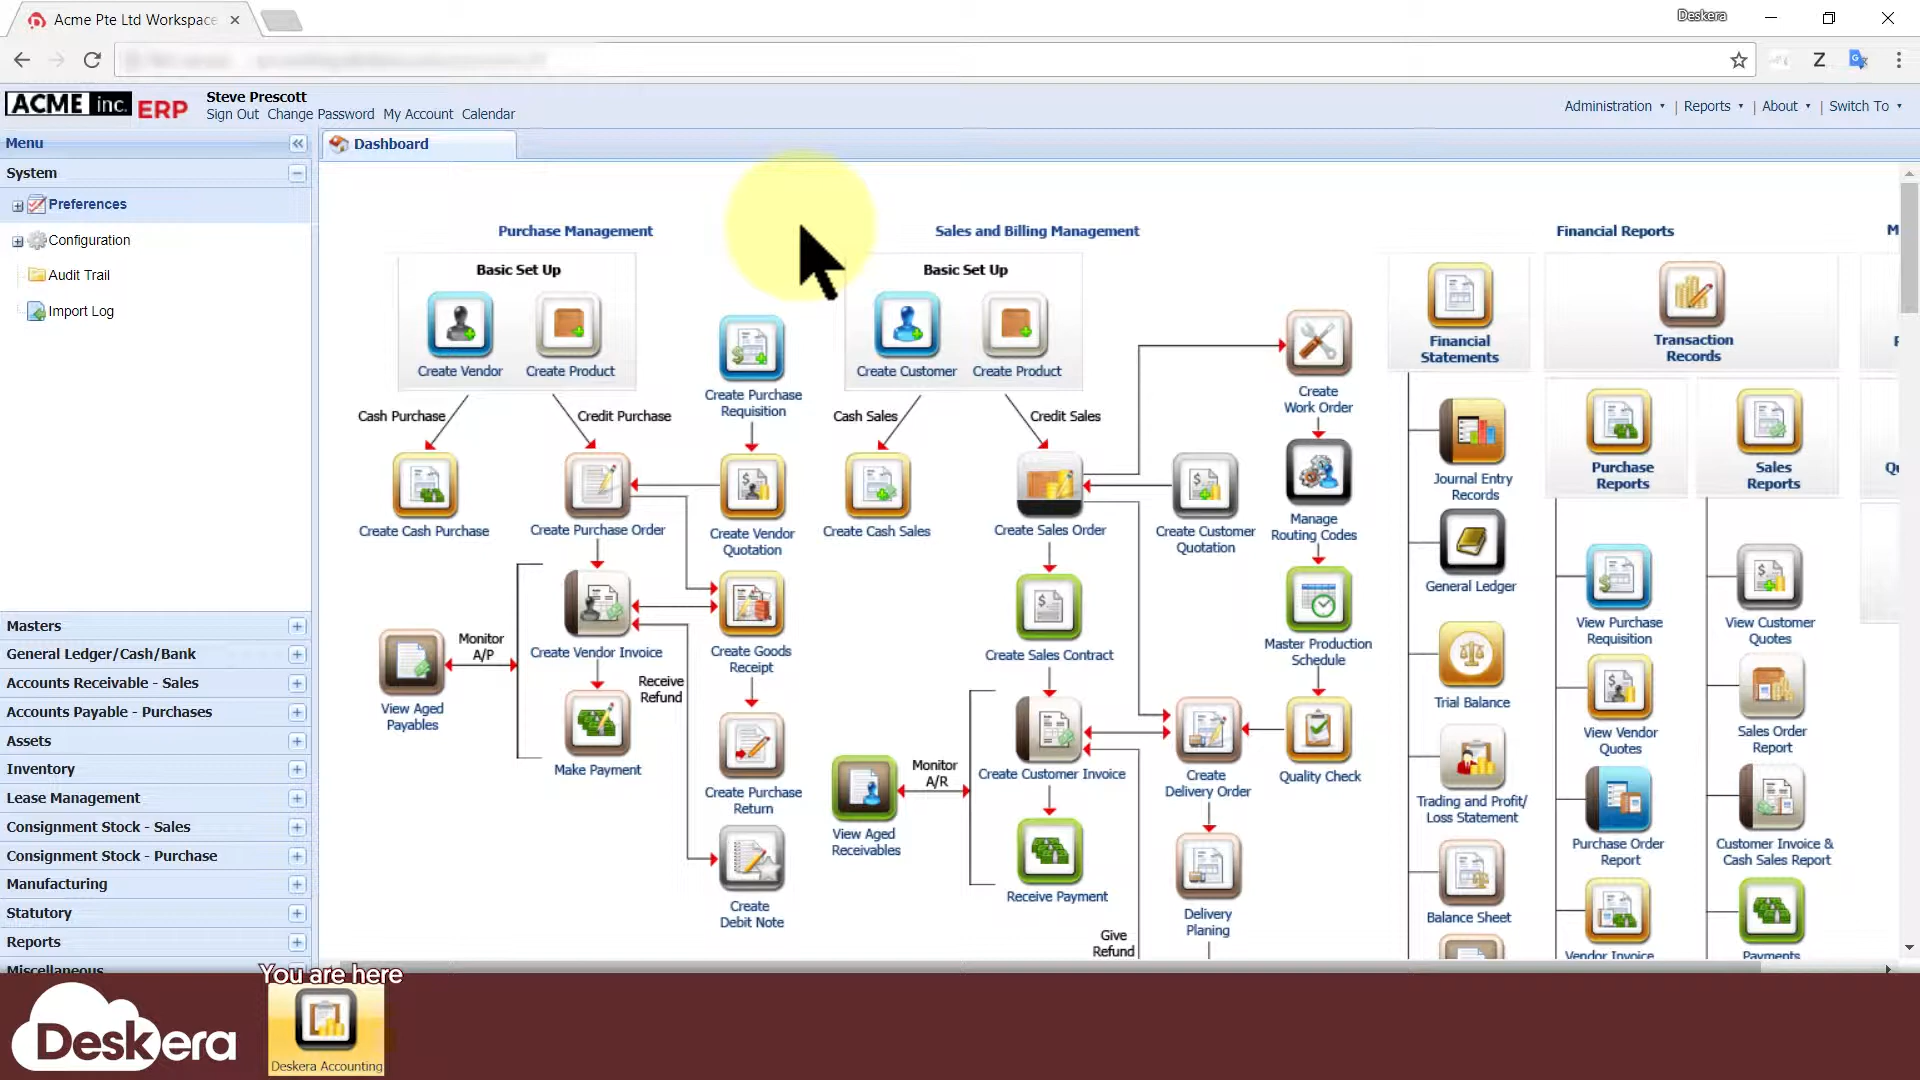 Acme Pte Ltd Workspace
Deskera
ACME inc. ERP
Steve Prescott
Sign Out Change Password My Account Calendar
Administration | Reports | About | Switch To
Menu
Dashboard
System
Preferences
Configuration
Audit Trail
Import Log
Masters
General Ledger/Cash/Bank
Accounts Receivable - Sales
Accounts Payable - Purchases
Assets
Inventory
Lease Management
Consignment Stock - Sales
Consignment Stock - Purchase
Manufacturing
Statutory
Reports
Miscellaneous
Purchase Management
Basic Set Up
Create Vendor
Create Product
Cash Purchase
Credit Purchase
Create Purchase
Requisition
Create Cash Purchase
Create Purchase Order
Create Vendor
Quotation
Monitor
A/P
Create Vendor Invoice
Create Goods
Receipt
View Aged
Payables
Receive
Refund
Make Payment
Create Purchase
Return
Create
Debit Note
Sales and Billing Management
Basic Set Up
Create Customer
Create Product
Cash Sales
Credit Sales
Create
Work Order
Create Cash Sales
Create Sales Order
Create Customer
Quotation
Manage
Routing Codes
Create Sales Contract
Master Production
Schedule
Monitor
A/R
Create Customer Invoice
Create
Delivery Order
Quality Check
View Aged
Receivables
Receive Payment
Delivery
Planing
Give
Refund
Financial Reports
M
Financial
Statements
Transaction
Records
Purchase
Reports
Sales
Reports
Qu
Journal Entry
Records
General Ledger
Trial Balance
Trading and Profit/
Loss Statement
Balance Sheet
View Purchase
Requisition
View Vendor
Quotes
Purchase Order
Report
Vendor Invoice
View Customer
Quotes
Sales Order
Report
Customer Invoice &
Cash Sales Report
Payments
You are here
Deskera
Deskera Accounting